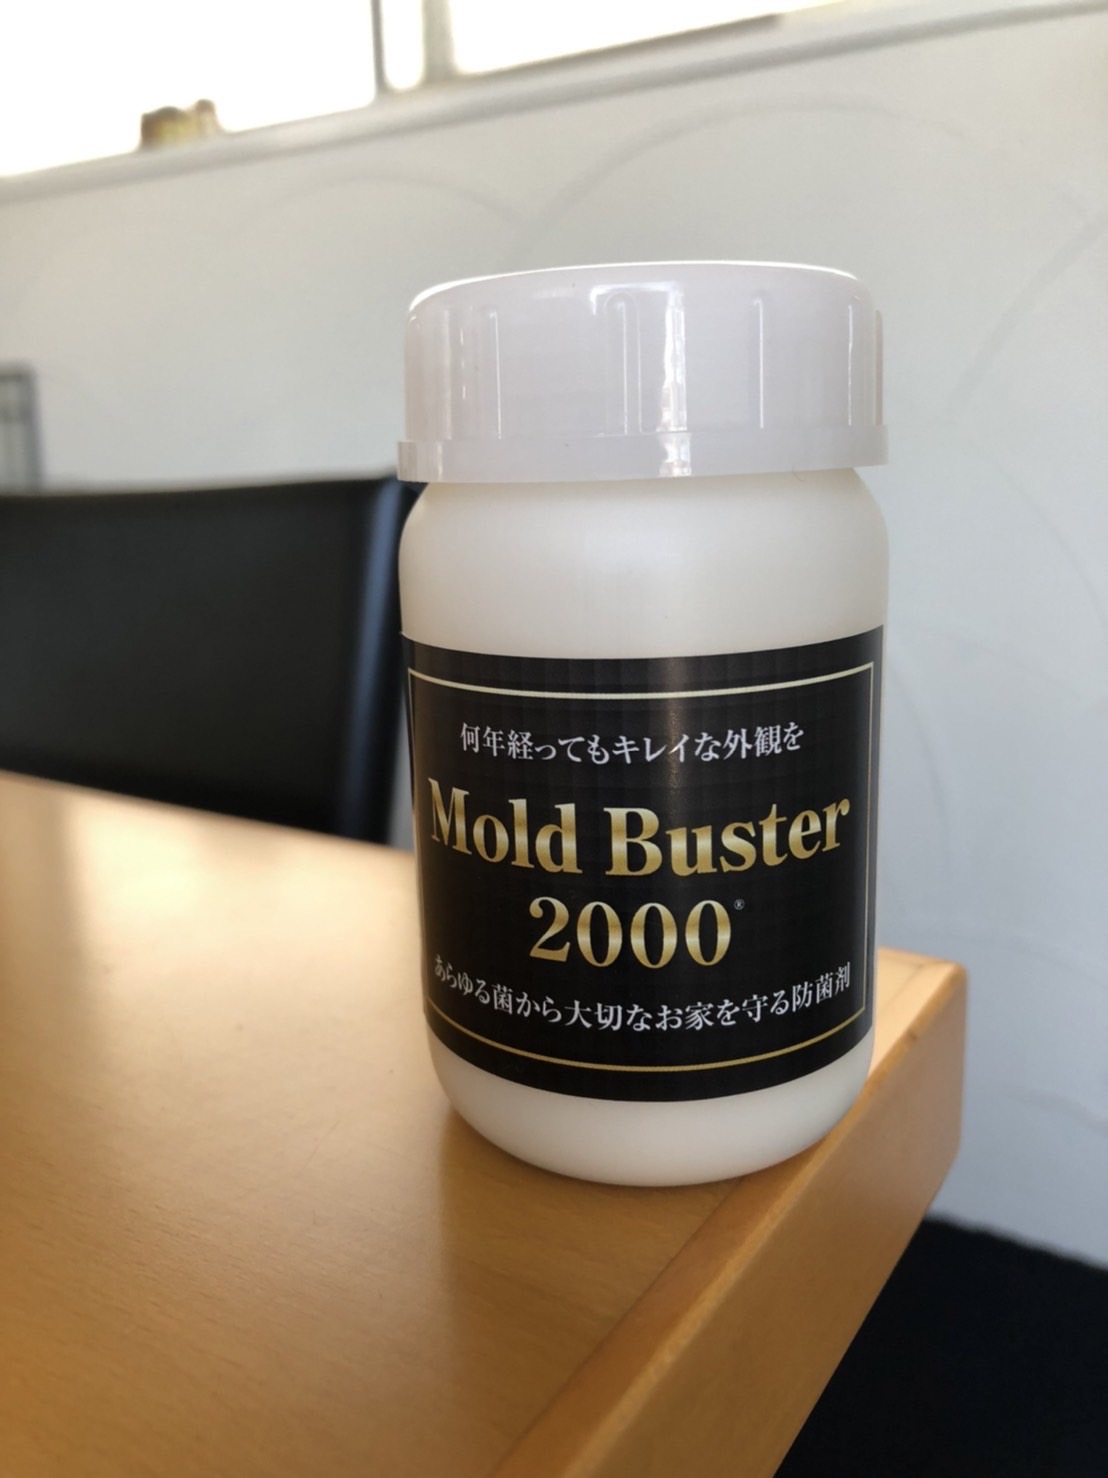 何年経ってもキレイな外観を
Mold Buster
2000®
あらゆる菌から大切なお家を守る防菌剤